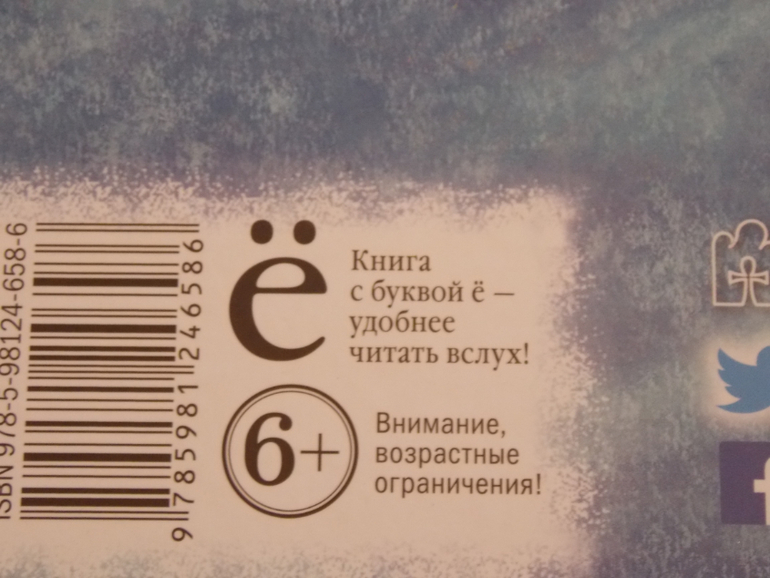 ISBN 978-5-98124-658-6
9 785981 246586
ё
Книга
с буквой ё —
удобнее
читать вслух!
6+
Внимание,
возрастные
ограничения!
f